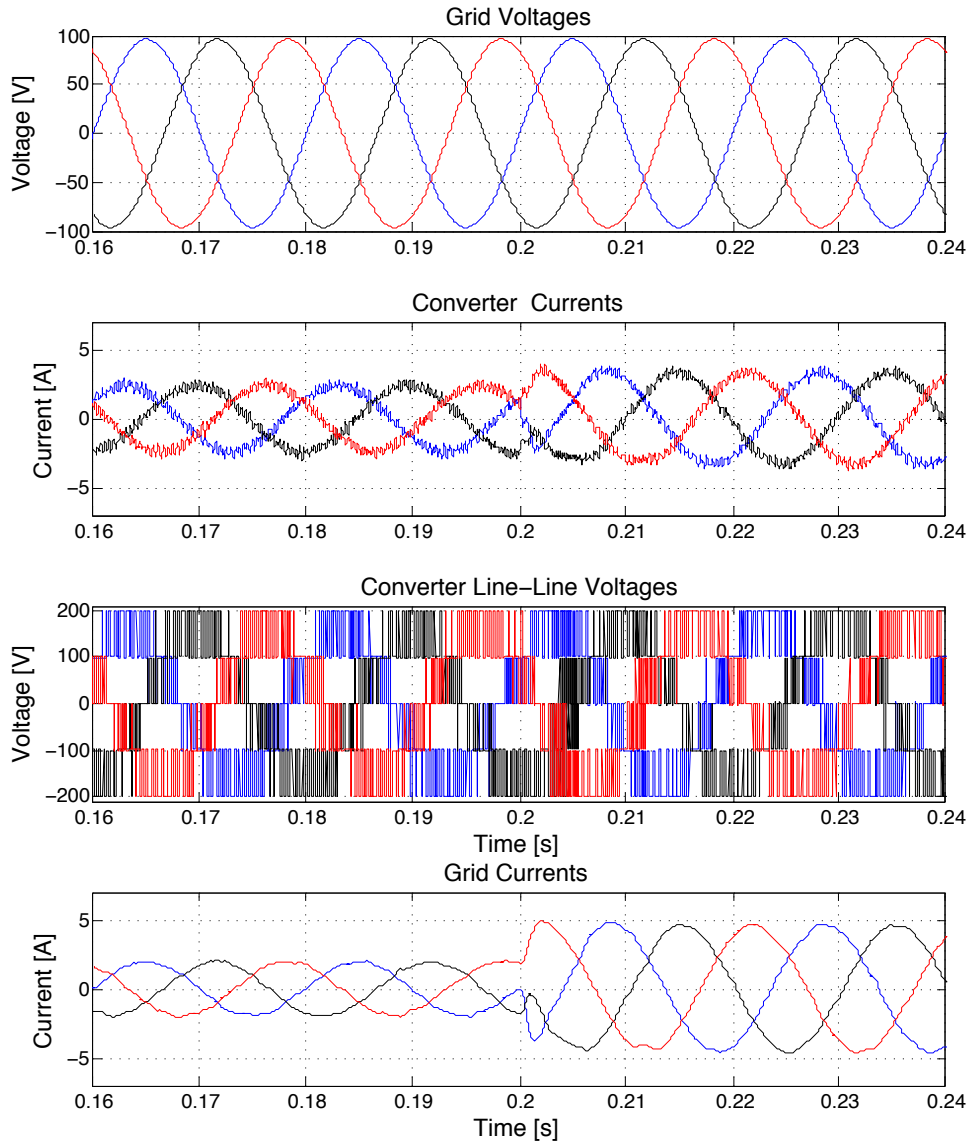 Grid Voltages
Voltage [V]
100
50
0
−50
−100
0.16 0.17 0.18 0.19 0.2 0.21 0.22 0.23 0.24
Converter Currents
Current [A]
5
0
−5
0.16 0.17 0.18 0.19 0.2 0.21 0.22 0.23 0.24
Converter Line−Line Voltages
Voltage [V]
200
100
0
−100
−200
0.16 0.17 0.18 0.19 0.2 0.21 0.22 0.23 0.24
Time [s]
Grid Currents
Current [A]
5
0
−5
0.16 0.17 0.18 0.19 0.2 0.21 0.22 0.23 0.24
Time [s]